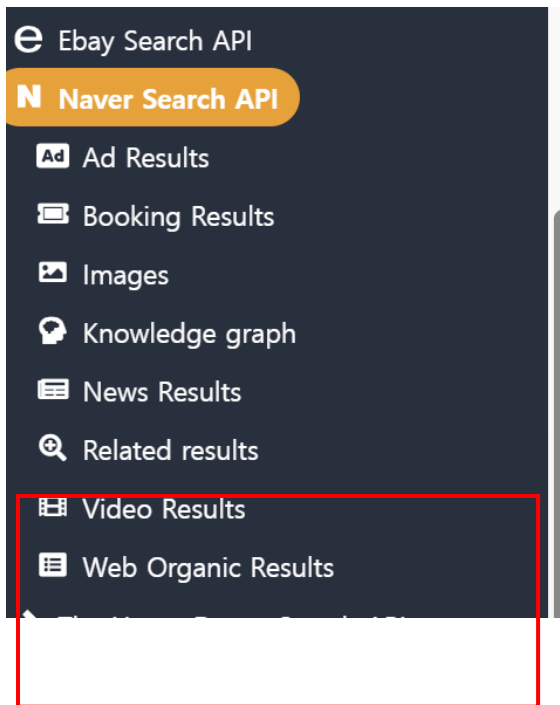 e Ebay Search API
N Naver Search API
Ad Ad Results
Booking Results
Images
Knowledge graph
News Results
Related results
Video Results
Web Organic Results